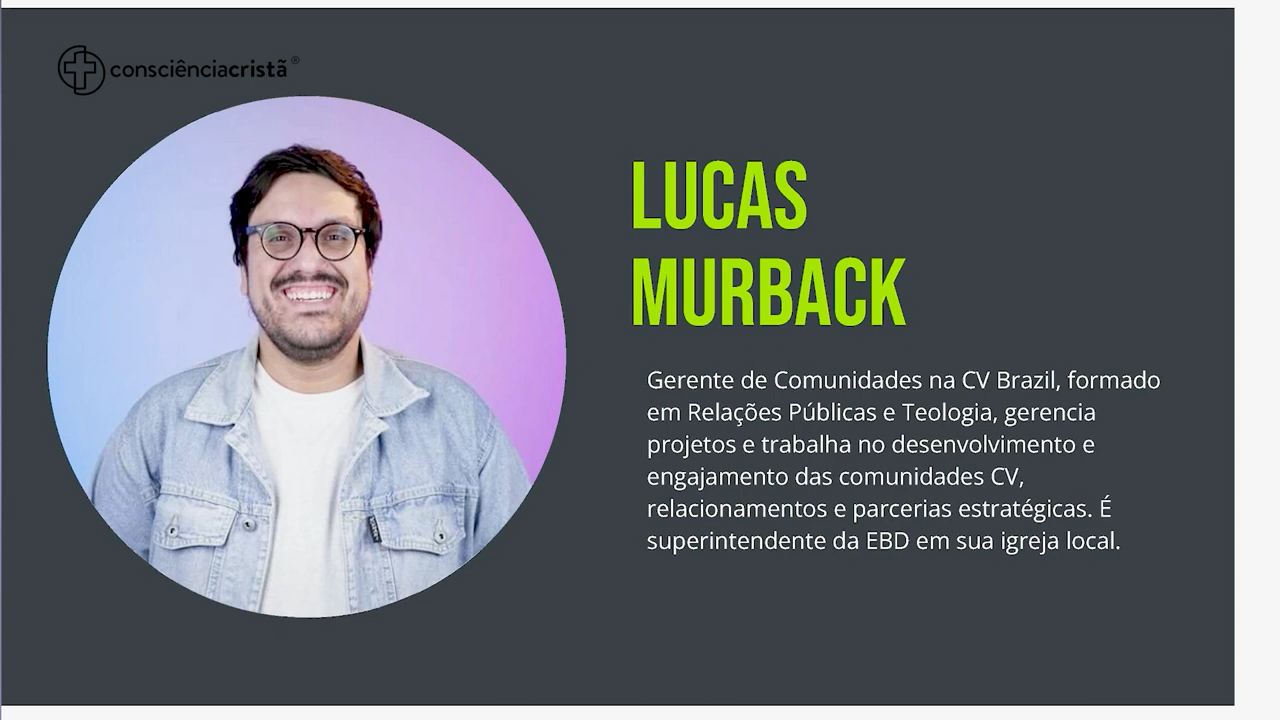 consciênciacristã®
LUCAS
MURBACK
Gerente de Comunidades na CV Brazil, formado
em Relações Públicas e Teologia, gerencia
projetos e trabalha no desenvolvimento e
engajamento das comunidades CV,
relacionamentos e parcerias estratégicas. É
superintendente da EBD em sua igreja local.